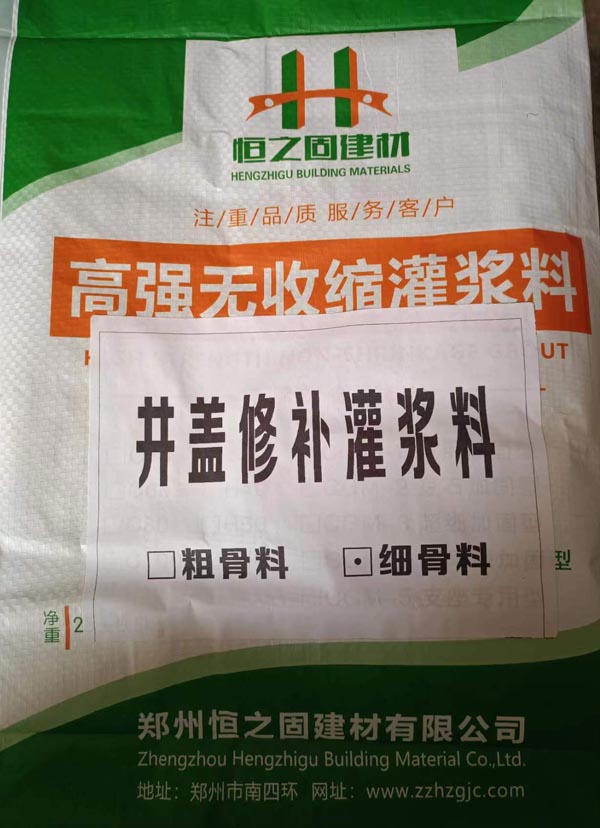 恒之固建材
HENGZHIGU BUILDING MATERIALS
注/重/品/质 服/务/客/户
高强无收缩灌浆料
井盖修补灌浆料
□粗骨料 ⊡细骨料
型
净重 2
郑州恒之固建材有限公司
Zhengzhou Hengzhigu Building Material Co.,Ltd.
地址：郑州市南四环 网址：www.zzhzgjc.com